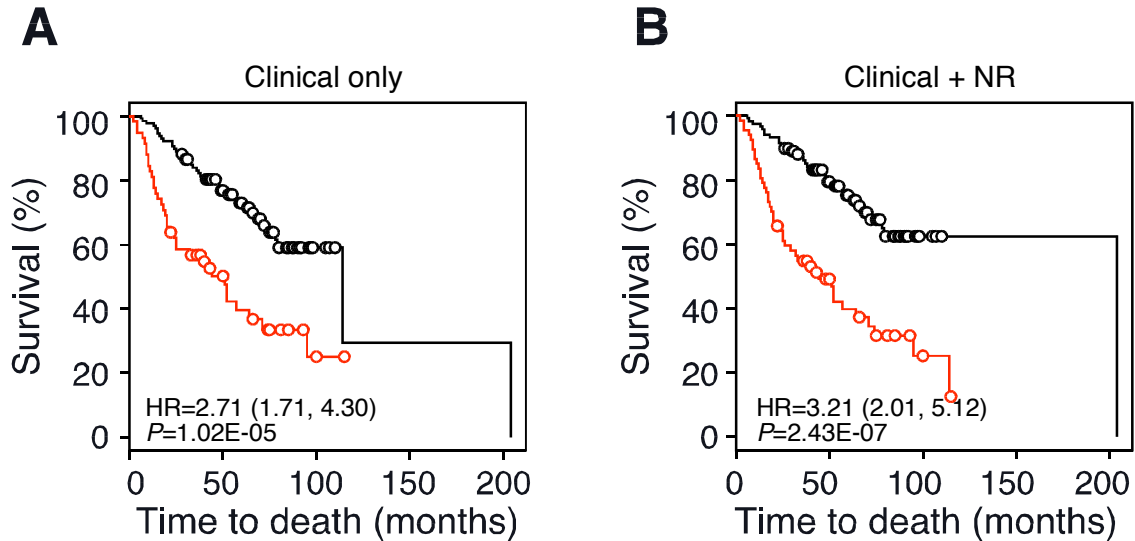 A
Clinical only
100
80
60
40
20
0
Survival (%)
HR=2.71 (1.71, 4.30)
P=1.02E-05
0 50 100 150 200
Time to death (months)
B
Clinical + NR
100
80
60
40
20
0
Survival (%)
HR=3.21 (2.01, 5.12)
P=2.43E-07
0 50 100 150 200
Time to death (months)